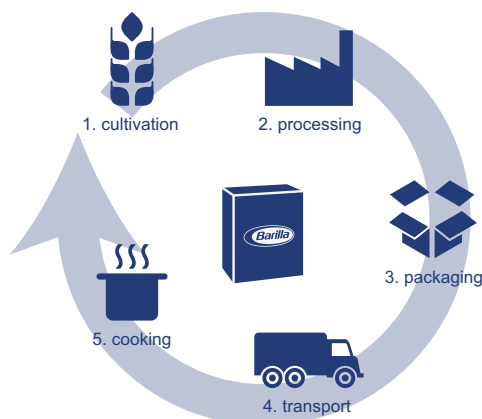 1. cultivation
2. processing
Barilla
3. packaging
5. cooking
4. transport